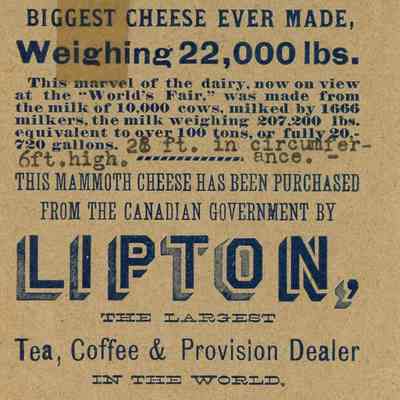 BIGGEST CHEESE EVER MADE,
Weighing 22,000 lbs.
This marvel of the dairy, now on view
at the "World's Fair," was made from
the milk of 10,000 cows, milked by 1666
milkers, the milk weighing 207,200 lbs.
equivalent to over 100 tons, or fully 20,-
720 gallons. 28 ft. in circumfer-
6ft.high. ance. -
THIS MAMMOTH CHEESE HAS BEEN PURCHASED
FROM THE CANADIAN GOVERNMENT BY
LIPTON,
THE LARGEST
Tea, Coffee & Provision Dealer
IN THE WORLD.